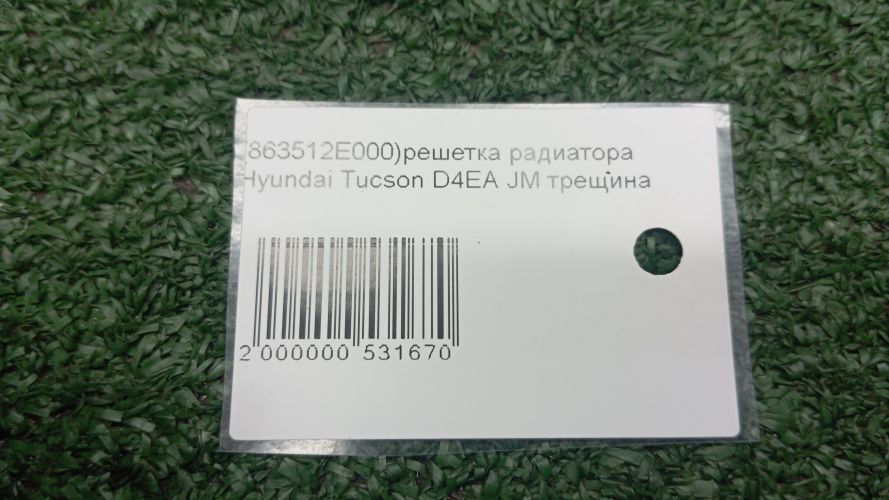 (863512E000)решетка радиатора
Hyundai Tucson D4EA JM трещина
2 000000 531670